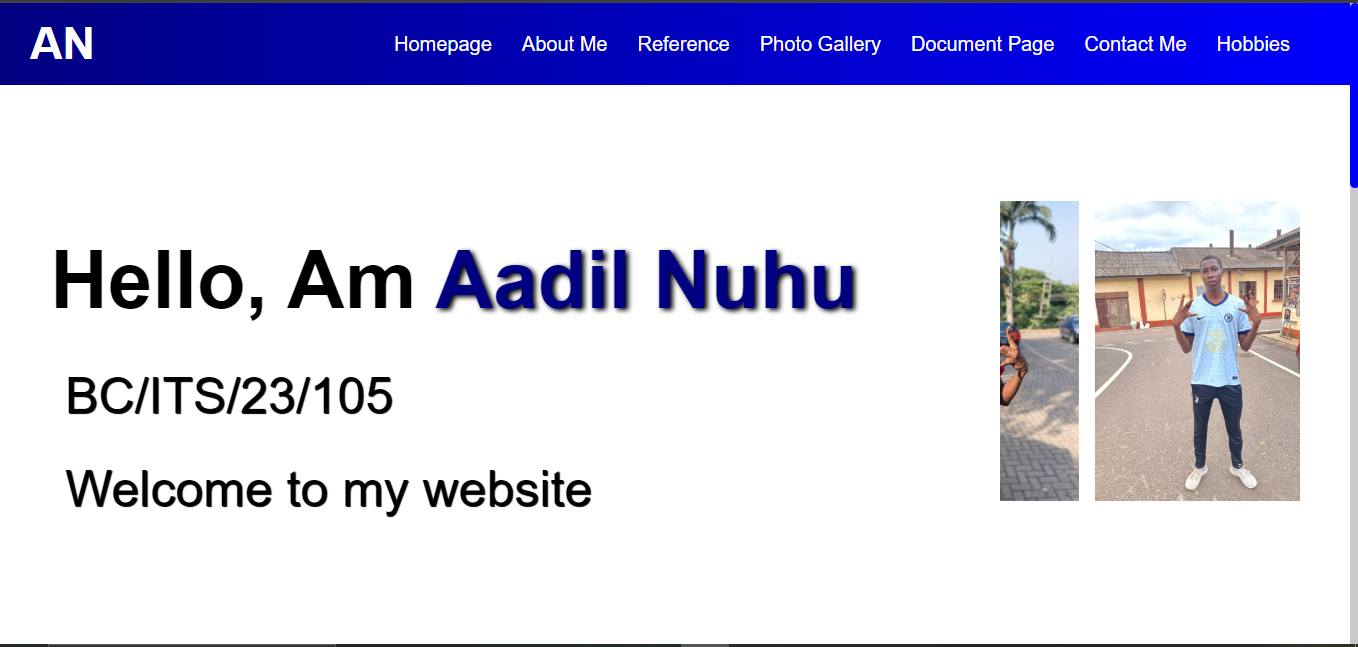 AN
Homepage About Me Reference Photo Gallery Document Page Contact Me Hobbies
Hello, Am Aadil Nuhu
BC/ITS/23/105
Welcome to my website